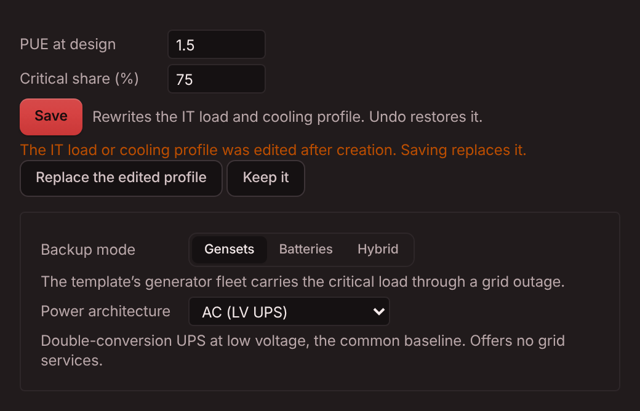 PUE at design 1.5
Critical share (%) 75
Save Rewrites the IT load and cooling profile. Undo restores it.
The IT load or cooling profile was edited after creation. Saving replaces it.
Replace the edited profile Keep it
Backup mode Gensets Batteries Hybrid
The template’s generator fleet carries the critical load through a grid outage.
Power architecture AC (LV UPS)
Double-conversion UPS at low voltage, the common baseline. Offers no grid
services.